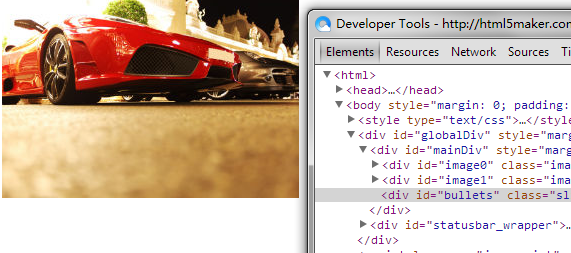 Developer Tools - http://html5maker.com
Elements Resources Network Sources Ti
▼<html>
▶<head>…</head>
▼<body style="margin: 0; padding:
▶<style type="text/css">…</style
▼<div id="globalDiv" style="marg
▼<div id="mainDiv" style="marg
▶<div id="image0" class="ima
▶<div id="image1" class="ima
<div id="bullets" class="sl
</div>
▶<div id="statusbar_wrapper">…
</div>